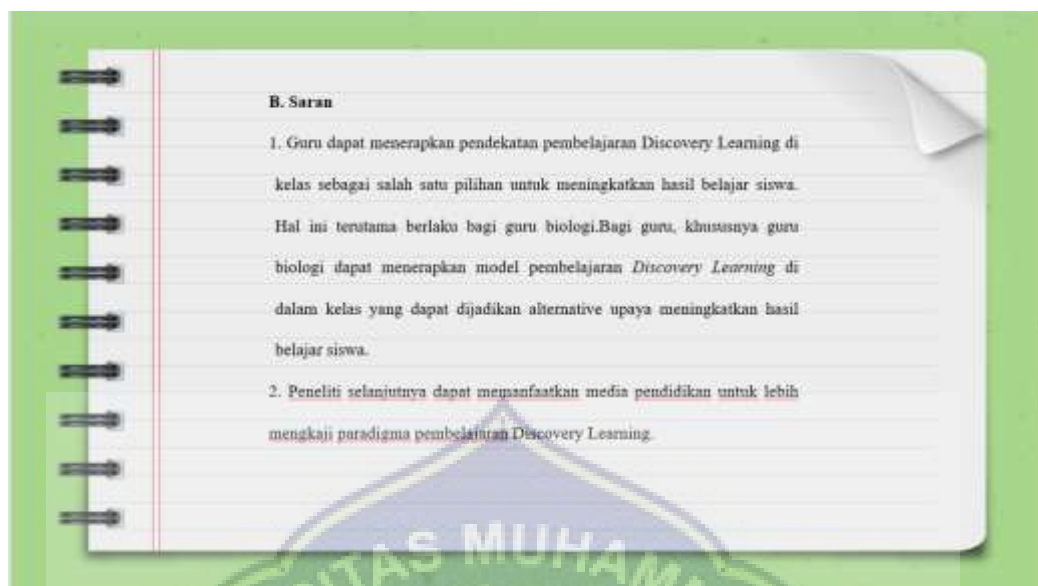 B. Saran
1. Guru dapat menerapkan pendekatan pembelajaran Discovery Learning di
kelas sebagai salah satu pilihan untuk meningkatkan hasil belajar siswa.
Hal ini terutama berlaku bagi guru biologi.Bagi guru, khususnya guru
biologi dapat menerapkan model pembelajaran Discovery Learning di
dalam kelas yang dapat dijadikan alternative upaya meningkatkan hasil
belajar siswa.
2. Peneliti selanjutnya dapat memanfaatkan media pendidikan untuk lebih
mengkaji paradigma pembelajaran Discovery Learning.
ITAS MUHAM